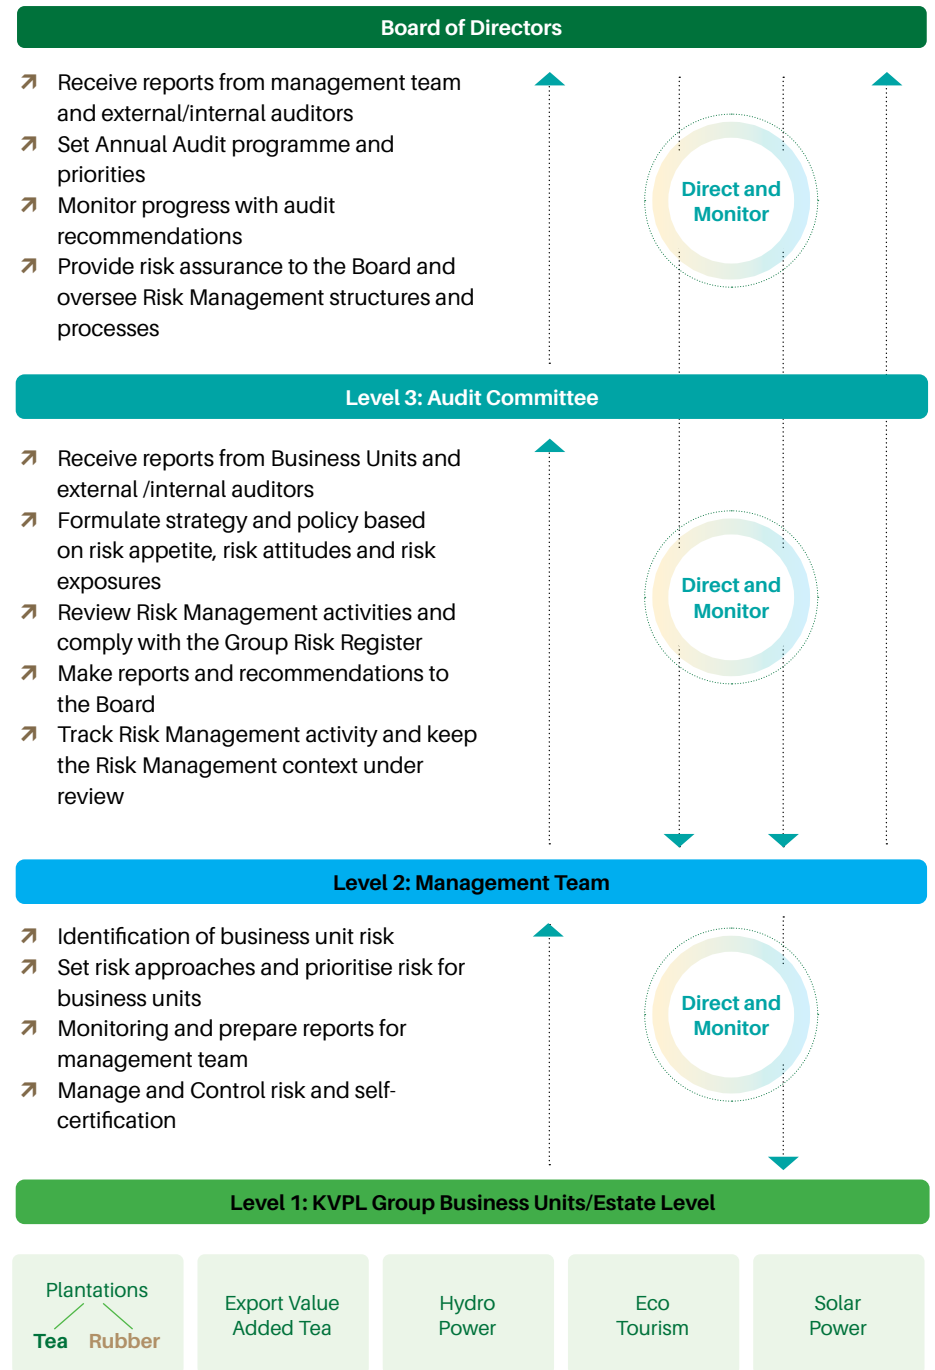 Board of Directors
Receive reports from management team
and external/internal auditors
Set Annual Audit programme and
priorities
Monitor progress with audit
recommendations
Provide risk assurance to the Board and
oversee Risk Management structures and
processes
Direct and
Monitor
Level 3: Audit Committee
Receive reports from Business Units and
external /internal auditors
Formulate strategy and policy based
on risk appetite, risk attitudes and risk
exposures
Review Risk Management activities and
comply with the Group Risk Register
Make reports and recommendations to
the Board
Track Risk Management activity and keep
the Risk Management context under
review
Direct and
Monitor
Level 2: Management Team
Identification of business unit risk
Set risk approaches and prioritise risk for
business units
Monitoring and prepare reports for
management team
Manage and Control risk and self-
certification
Direct and
Monitor
Level 1: KVPL Group Business Units/Estate Level
Plantations
Tea Rubber
Export Value
Added Tea
Hydro
Power
Eco
Tourism
Solar
Power